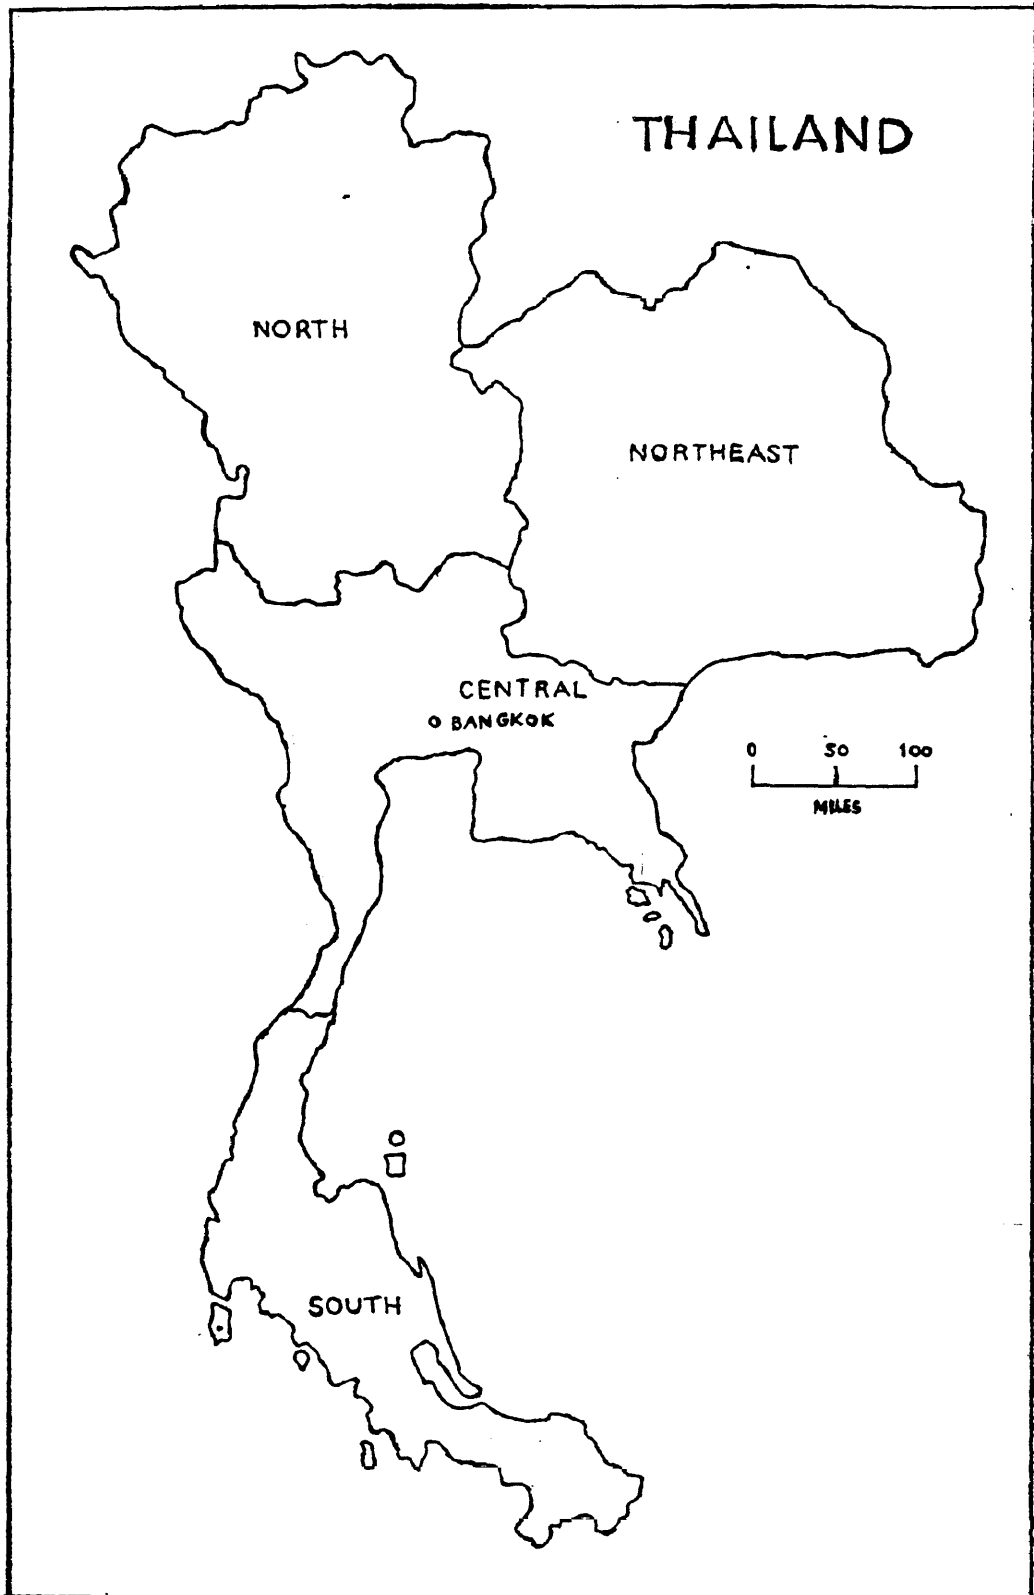 THAILAND
NORTH
NORTHEAST
CENTRAL
BANGKOK
0 50 100
MILES
SOUTH